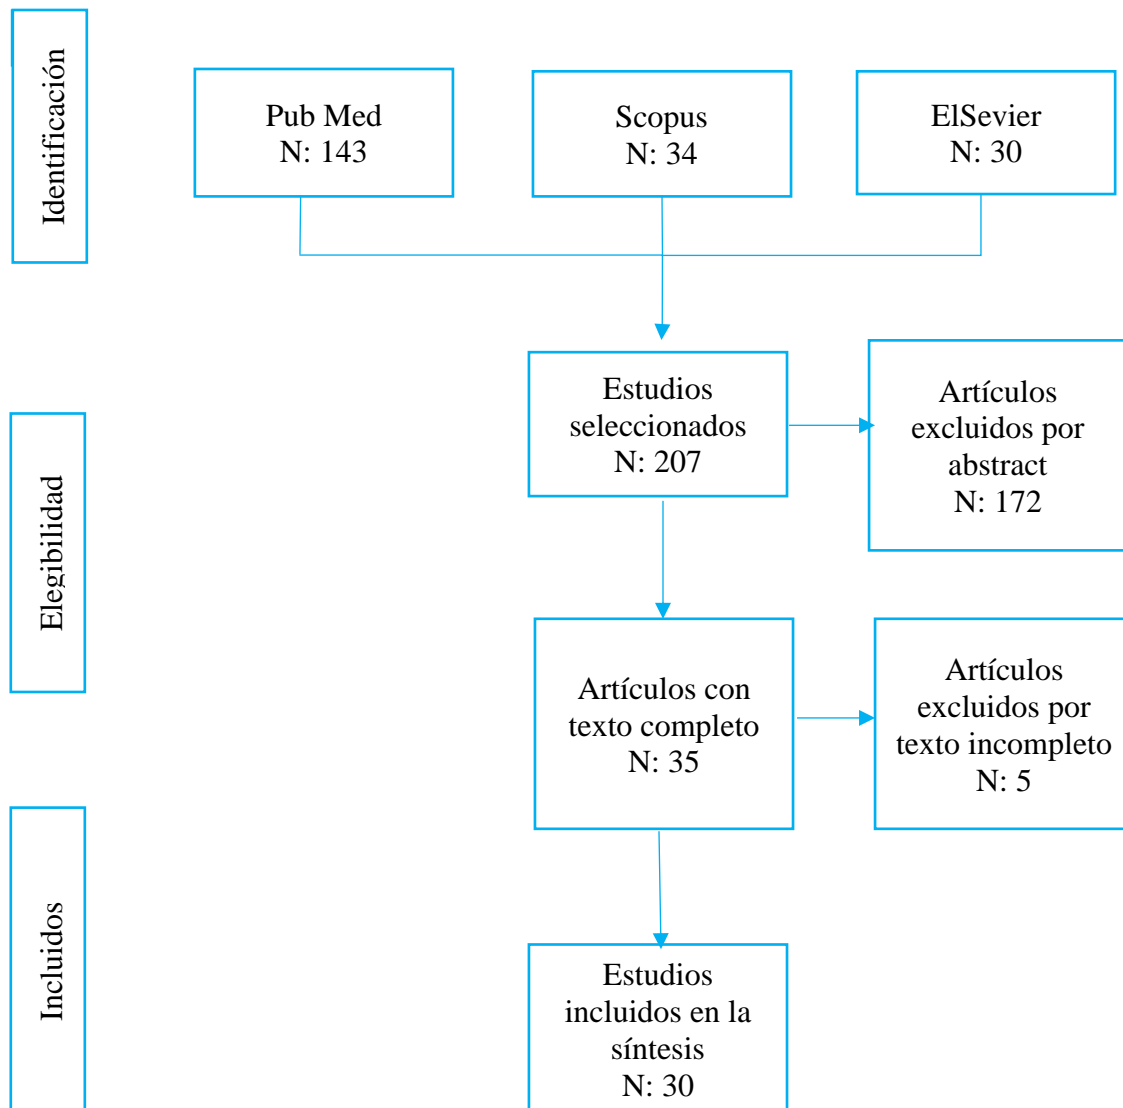 Identificación
Pub Med
N: 143
Scopus
N: 34
ElSevier
N: 30
Elegibilidad
Estudios
seleccionados
N: 207
Artículos
excluidos por
abstract
N: 172
Artículos con
texto completo
N: 35
Artículos
excluidos por
texto incompleto
N: 5
Incluidos
Estudios
incluidos en la
síntesis
N: 30